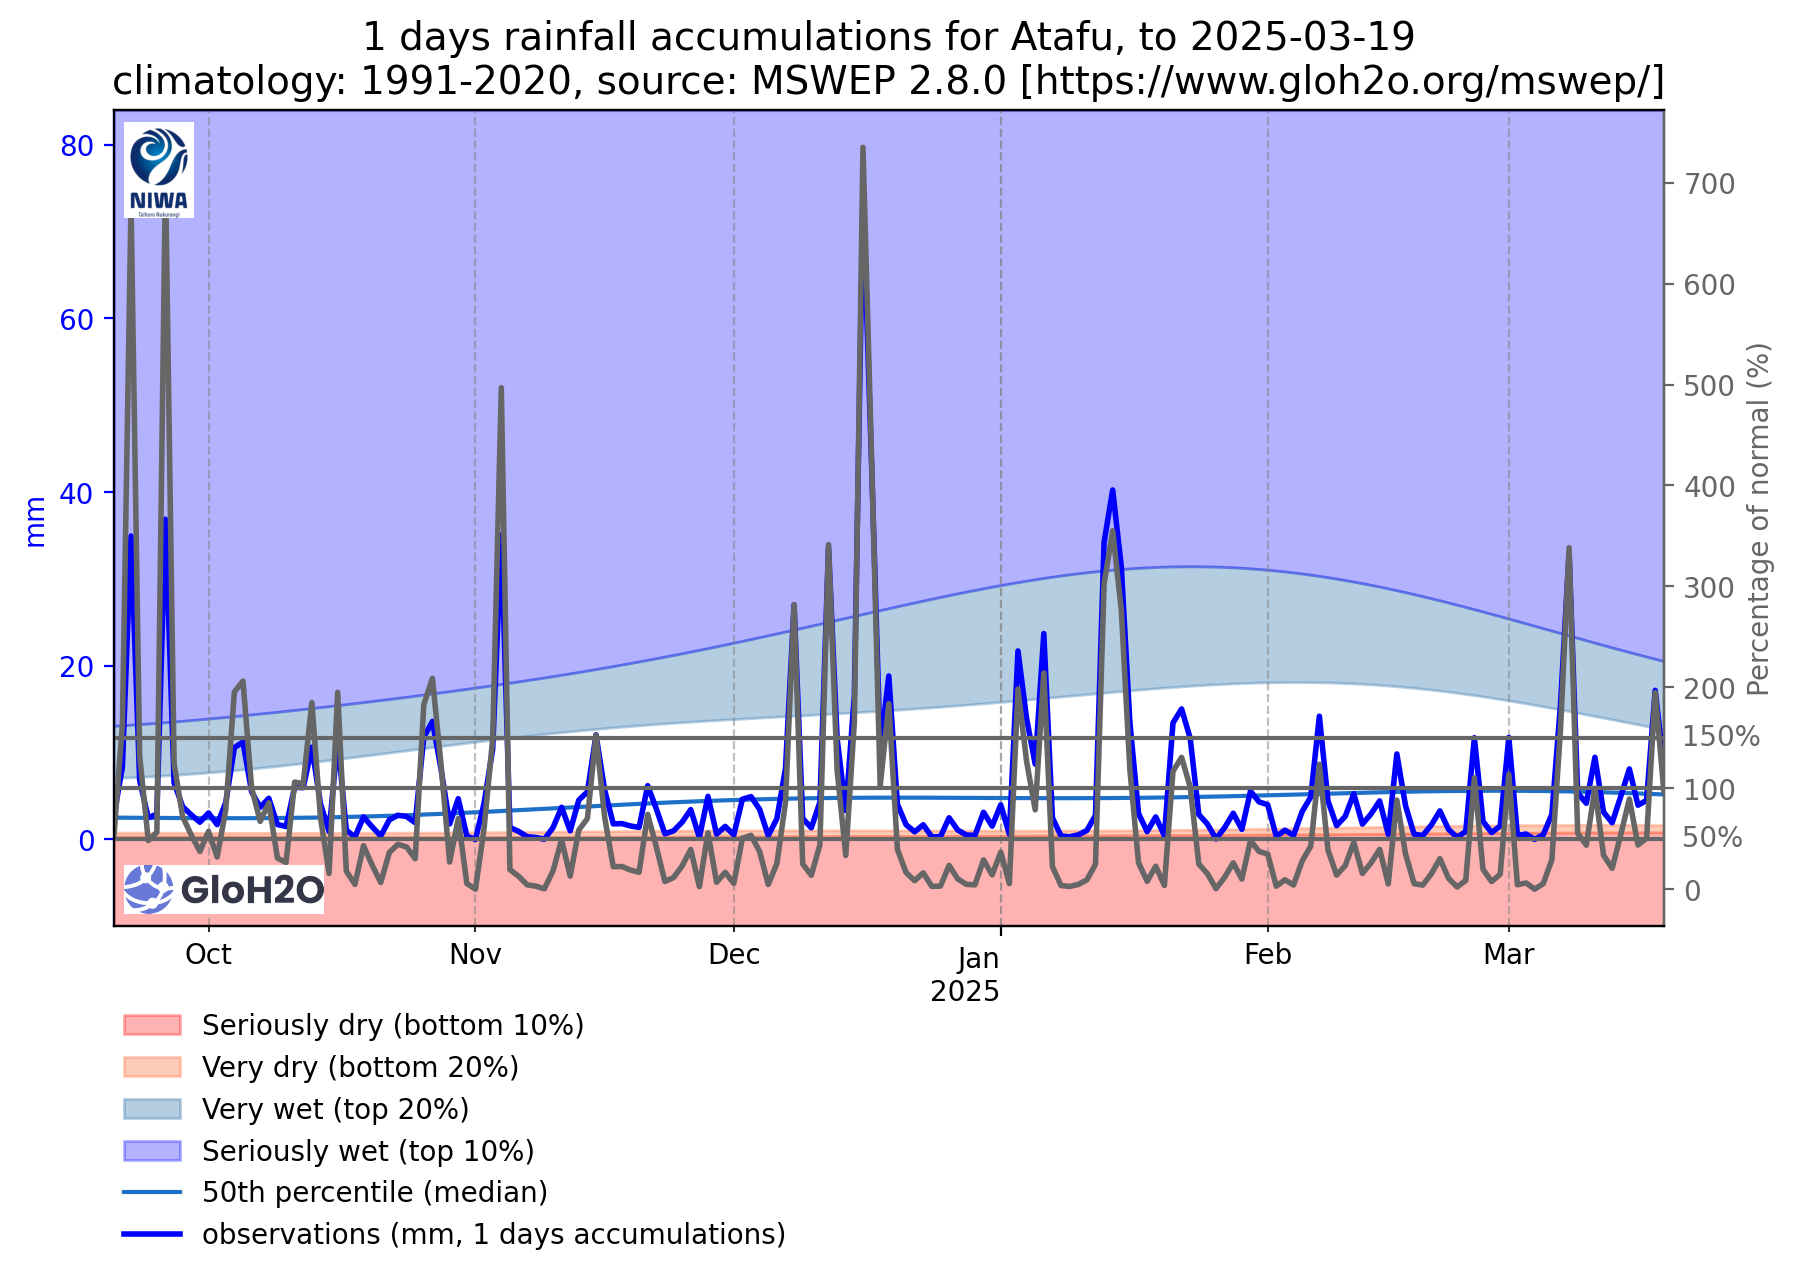 1 days rainfall accumulations for Atafu, to 2025-03-19
climatology: 1991-2020, source: MSWEP 2.8.0 [https://www.gloh2o.org/mswep/]
NIWA
Taihoro Nukurangi
80
60
40
20
0
mm
700
600
500
400
300
200
150%
100
50%
0
Percentage of normal (%)
GloH2O
Oct
Nov
Dec
Jan
2025
Feb
Mar
Seriously dry (bottom 10%)
Very dry (bottom 20%)
Very wet (top 20%)
Seriously wet (top 10%)
50th percentile (median)
observations (mm, 1 days accumulations)